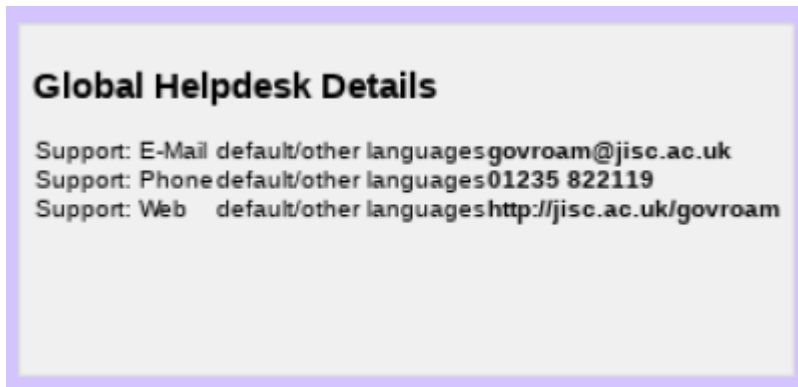 Global Helpdesk Details
Support: E-Mail default/other languages govroam@jisc.ac.uk
Support: Phone default/other languages 01235 822119
Support: Web default/other languages http://jisc.ac.uk/govroam